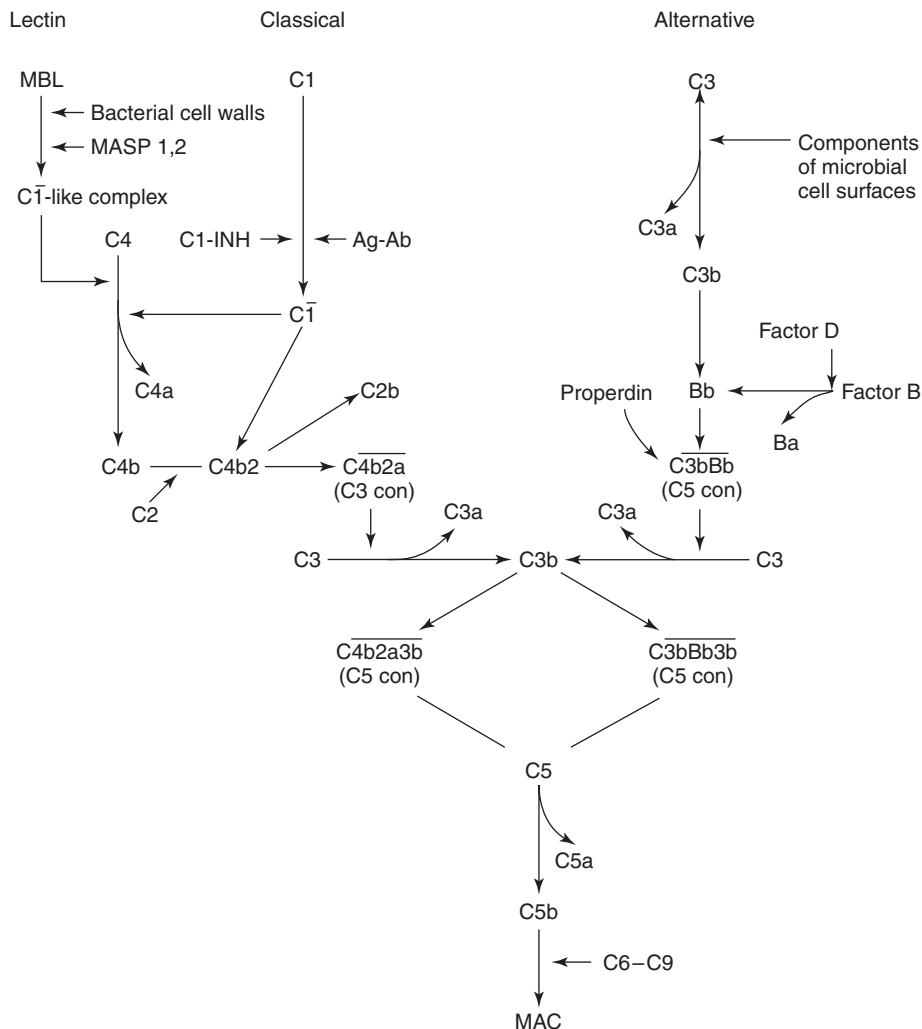 Lectin
Classical
Alternative
MBL
C1
C3
Bacterial cell walls
MASP 1,2
Components
of microbial
cell surfaces
C1̅-like complex
C3a
C4
C1-INH
Ag-Ab
C3b
C1̅
Factor D
C4a
C2b
Properdin
Bb
Factor B
Ba
C4b
C4b2
C4b2a
(C3 con)
C3bBb
(C5 con)
C2
C3a
C3a
C3
C3b
C3
C4b2a3b
(C5 con)
C3bBb3b
(C5 con)
C5
C5a
C5b
C6–C9
MAC